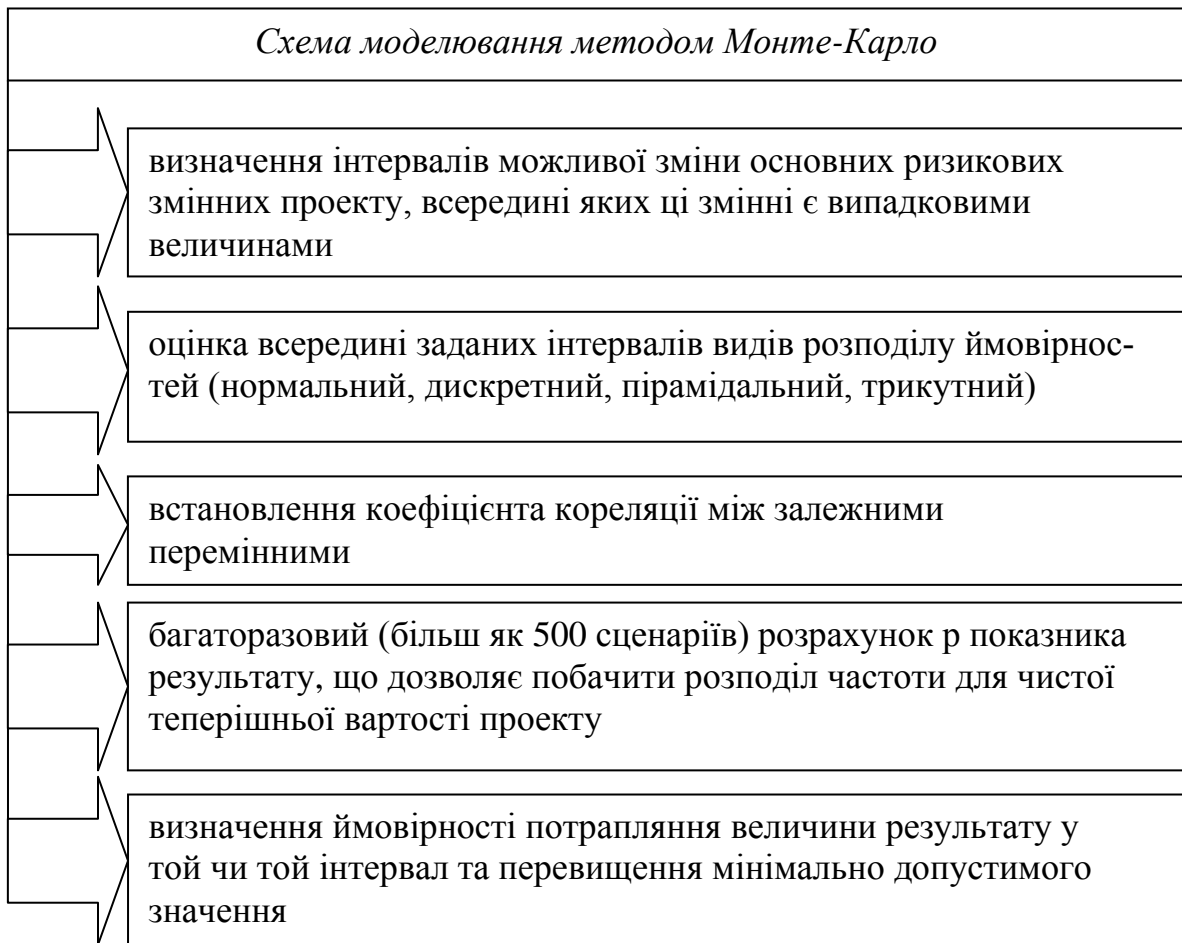 Схема моделювання методом Монте-Карло
визначення інтервалів можливої зміни основних ризикових
змінних проекту, всередині яких ці змінні є випадковими
величинами
оцінка всередині заданих інтервалів видів розподілу ймовірнос-
тей (нормальний, дискретний, пірамідальний, трикутний)
встановлення коефіцієнта кореляції між залежними
перемінними
багаторазовий (більш як 500 сценаріїв) розрахунок р показника
результату, що дозволяє побачити розподіл частоти для чистої
теперішньої вартості проекту
визначення ймовірності потрапляння величини результату у
той чи той інтервал та перевищення мінімально допустимого
значення